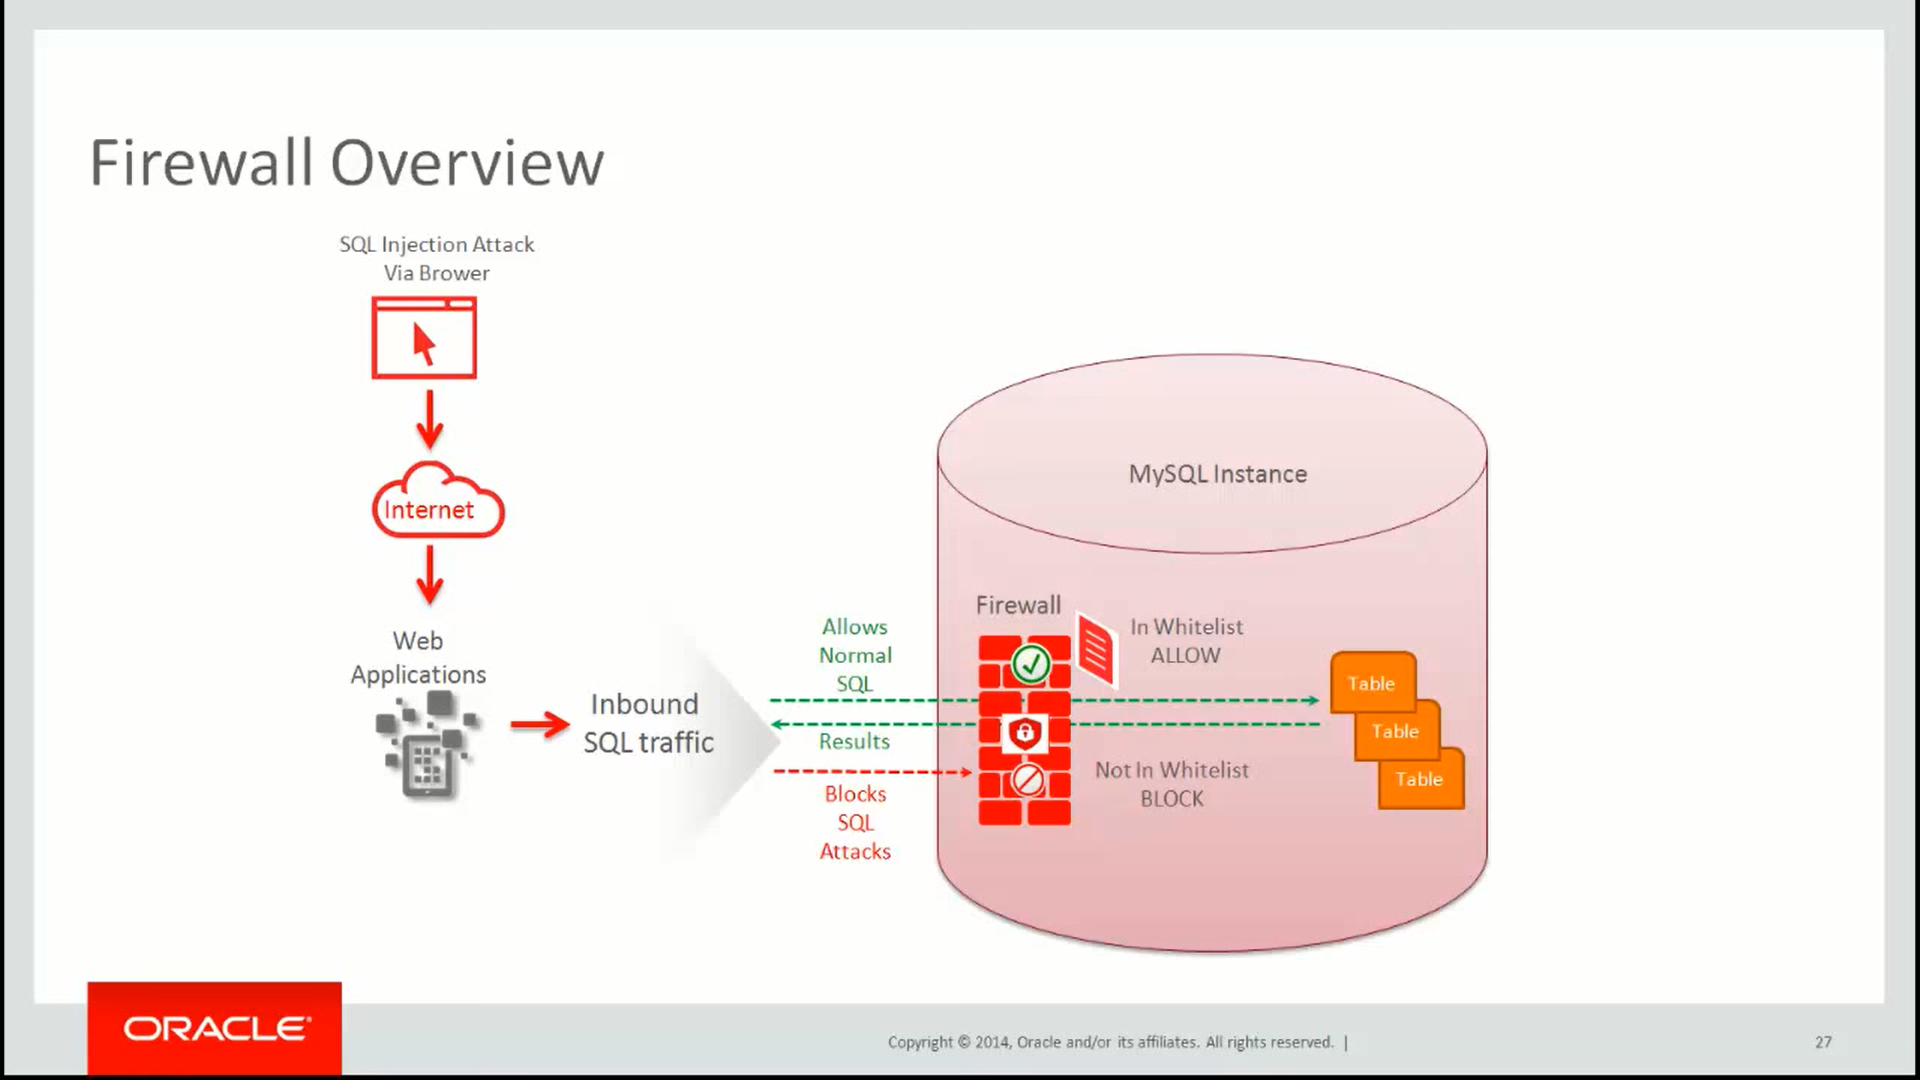 Firewall Overview
SQL Injection Attack
Via Brower
Internet
Web
Applications
Inbound
SQL traffic
Allows
Normal
SQL
Results
Blocks
SQL
Attacks
MySQL Instance
Firewall
In Whitelist
ALLOW
Not In Whitelist
BLOCK
Table
Table
Table
ORACLE®
Copyright © 2014, Oracle and/or its affiliates. All rights reserved. |
27